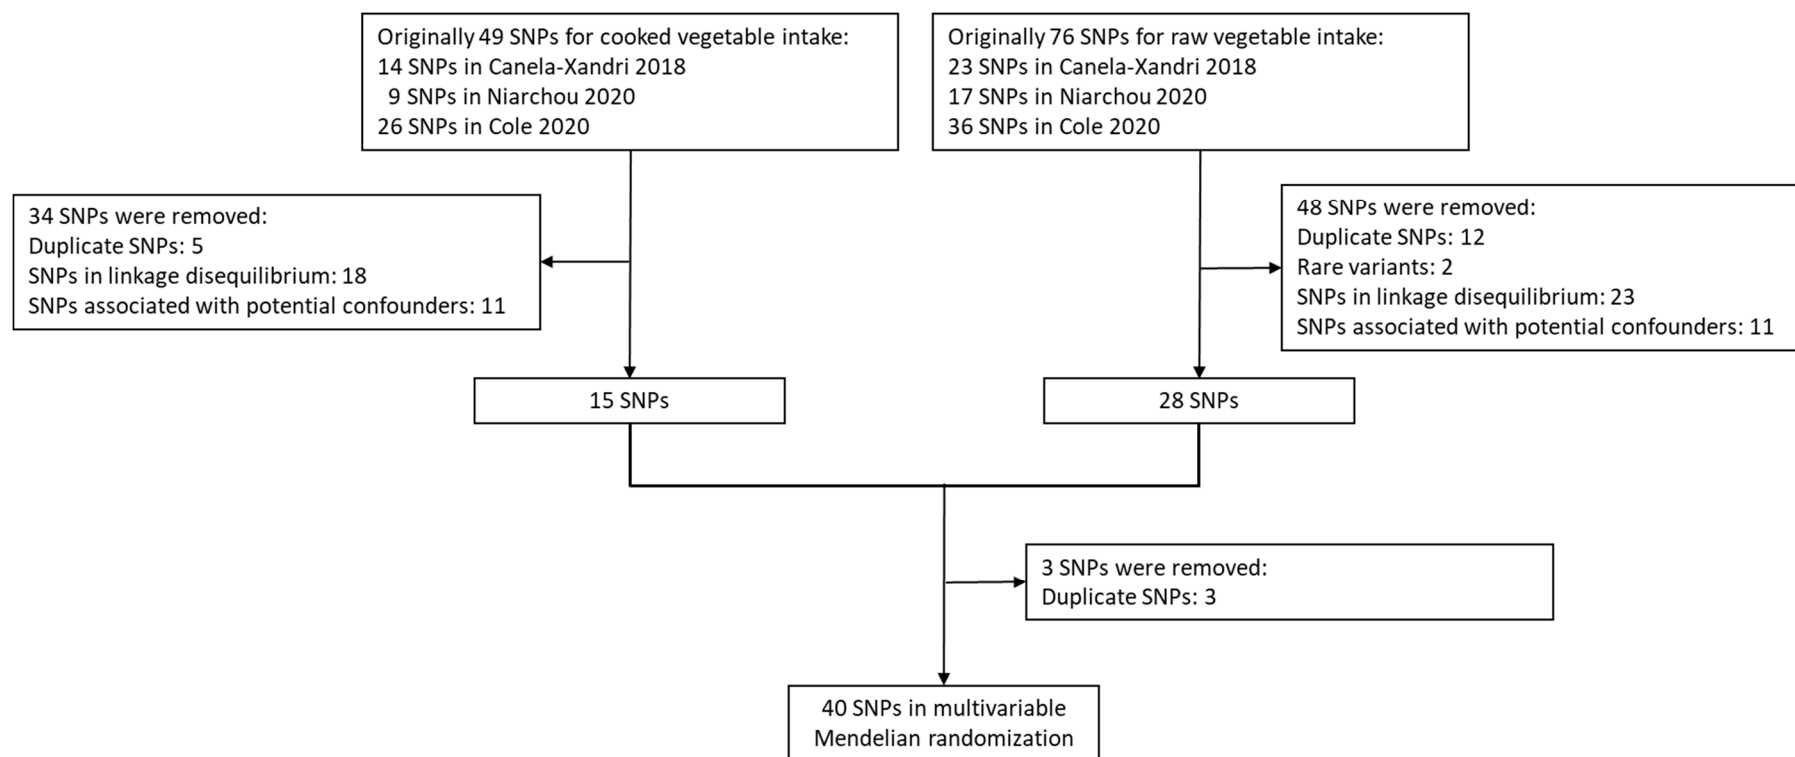 Originally 49 SNPs for cooked vegetable intake:
14 SNPs in Canela-Xandri 2018
9 SNPs in Niarchou 2020
26 SNPs in Cole 2020
Originally 76 SNPs for raw vegetable intake:
23 SNPs in Canela-Xandri 2018
17 SNPs in Niarchou 2020
36 SNPs in Cole 2020
34 SNPs were removed:
Duplicate SNPs: 5
SNPs in linkage disequilibrium: 18
SNPs associated with potential confounders: 11
48 SNPs were removed:
Duplicate SNPs: 12
Rare variants: 2
SNPs in linkage disequilibrium: 23
SNPs associated with potential confounders: 11
15 SNPs
28 SNPs
3 SNPs were removed:
Duplicate SNPs: 3
40 SNPs in multivariable
Mendelian randomization